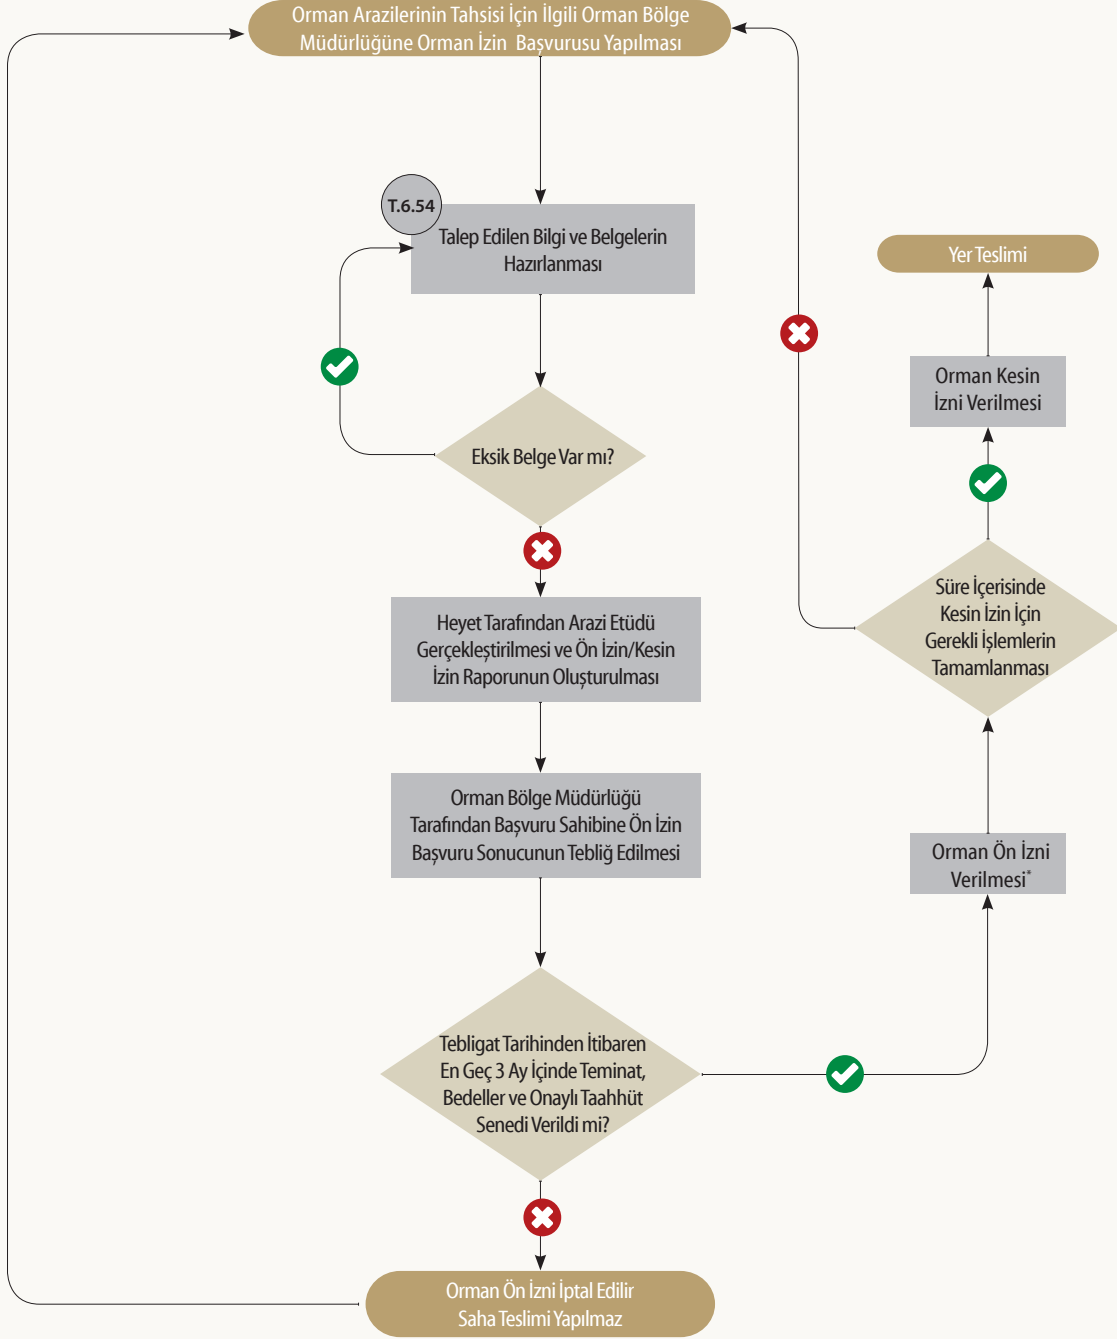 Orman Arazilerinin Tahsisi İçin İlgili Orman Bölge
Müdürlüğüne Orman İzin Başvurusu Yapılması
T.6.54
Talep Edilen Bilgi ve Belgelerin
Hazırlanması
Eksik Belge Var mı?
Heyet Tarafından Arazi Etüdü
Gerçekleştirilmesi ve Ön İzin/Kesin
İzin Raporunun Oluşturulması
Orman Bölge Müdürlüğü
Tarafından Başvuru Sahibine Ön İzin
Başvuru Sonucunun Tebliğ Edilmesi
Tebligat Tarihinden İtibaren
En Geç 3 Ay İçinde Teminat,
Bedeller ve Onaylı Taahhüt
Senedi Verildi mi?
Orman Ön İzni İptal Edilir
Saha Teslimi Yapılmaz
Orman Ön İzni
Verilmesi*
Süre İçerisinde
Kesin İzin İçin
Gerekli İşlemlerin
Tamamlanması
Orman Kesin
İzni Verilmesi
Yer Teslimi